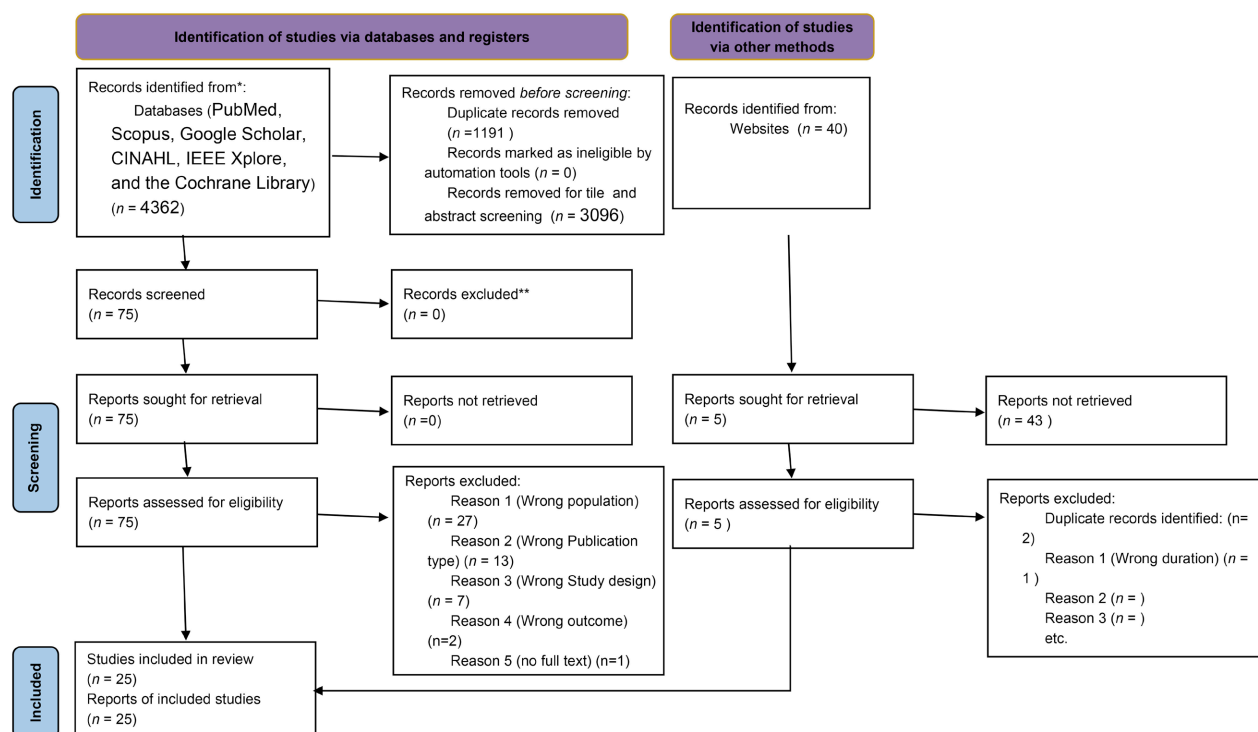 Identification of studies via databases and registers
Identification of studies
via other methods
Identification
Records identified from*:
Databases (PubMed,
Scopus, Google Scholar,
CINAHL, IEEE Xplore,
and the Cochrane Library)
(n = 4362)
Records removed before screening:
Duplicate records removed
(n =1191 )
Records marked as ineligible by
automation tools (n = 0)
Records removed for tile and
abstract screening (n = 3096)
Records identified from:
Websites (n = 40)
Records screened
(n = 75)
Records excluded**
(n = 0)
Screening
Reports sought for retrieval
(n = 75)
Reports not retrieved
(n =0)
Reports sought for retrieval
(n = 5)
Reports not retrieved
(n = 43 )
Reports assessed for eligibility
(n = 75)
Reports excluded:
Reason 1 (Wrong population)
(n = 27)
Reason 2 (Wrong Publication
type) (n = 13)
Reason 3 (Wrong Study design)
(n = 7)
Reason 4 (Wrong outcome)
(n=2)
Reason 5 (no full text) (n=1)
Reports assessed for eligibility
(n = 5 )
Reports excluded:
Duplicate records identified: (n=
2)
Reason 1 (Wrong duration) (n =
1 )
Reason 2 (n = )
Reason 3 (n = )
etc.
Included
Studies included in review
(n = 25)
Reports of included studies
(n = 25)